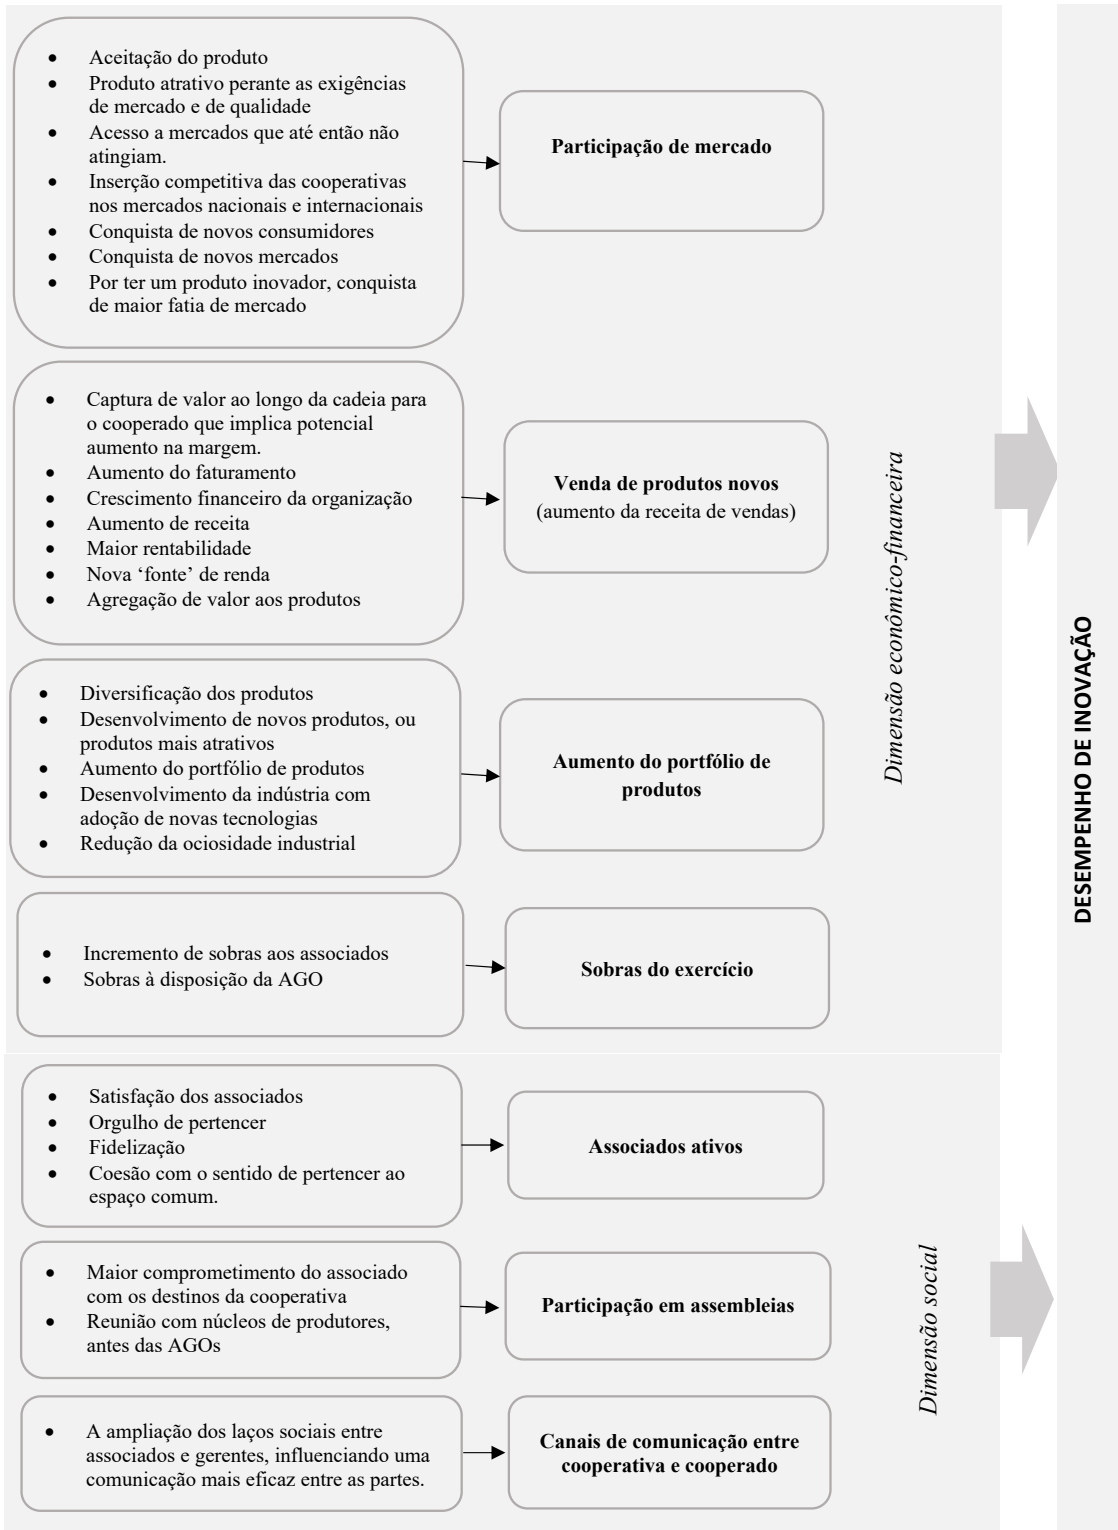 • Aceitação do produto
• Produto atrativo perante as exigências
de mercado e de qualidade
• Acesso a mercados que até então não
atingiam.
• Inserção competitiva das cooperativas
nos mercados nacionais e internacionais
• Conquista de novos consumidores
• Conquista de novos mercados
• Por ter um produto inovador, conquista
de maior fatia de mercado
Participação de mercado
• Captura de valor ao longo da cadeia para
o cooperado que implica potencial
aumento na margem.
• Aumento do faturamento
• Crescimento financeiro da organização
• Aumento de receita
• Maior rentabilidade
• Nova ‘fonte’ de renda
• Agregação de valor aos produtos
Venda de produtos novos
(aumento da receita de vendas)
• Diversificação dos produtos
• Desenvolvimento de novos produtos, ou
produtos mais atrativos
• Aumento do portfólio de produtos
• Desenvolvimento da indústria com
adoção de novas tecnologias
• Redução da ociosidade industrial
Aumento do portfólio de
produtos
• Incremento de sobras aos associados
• Sobras à disposição da AGO
Sobras do exercício
Dimensão econômico-financeira
• Satisfação dos associados
• Orgulho de pertencer
• Fidelização
• Coesão com o sentido de pertencer ao
espaço comum.
Associados ativos
• Maior comprometimento do associado
com os destinos da cooperativa
• Reunião com núcleos de produtores,
antes das AGOs
Participação em assembleias
• A ampliação dos laços sociais entre
associados e gerentes, influenciando uma
comunicação mais eficaz entre as partes.
Canais de comunicação entre
cooperativa e cooperado
Dimensão social
DESEMPENHO DE INOVAÇÃO